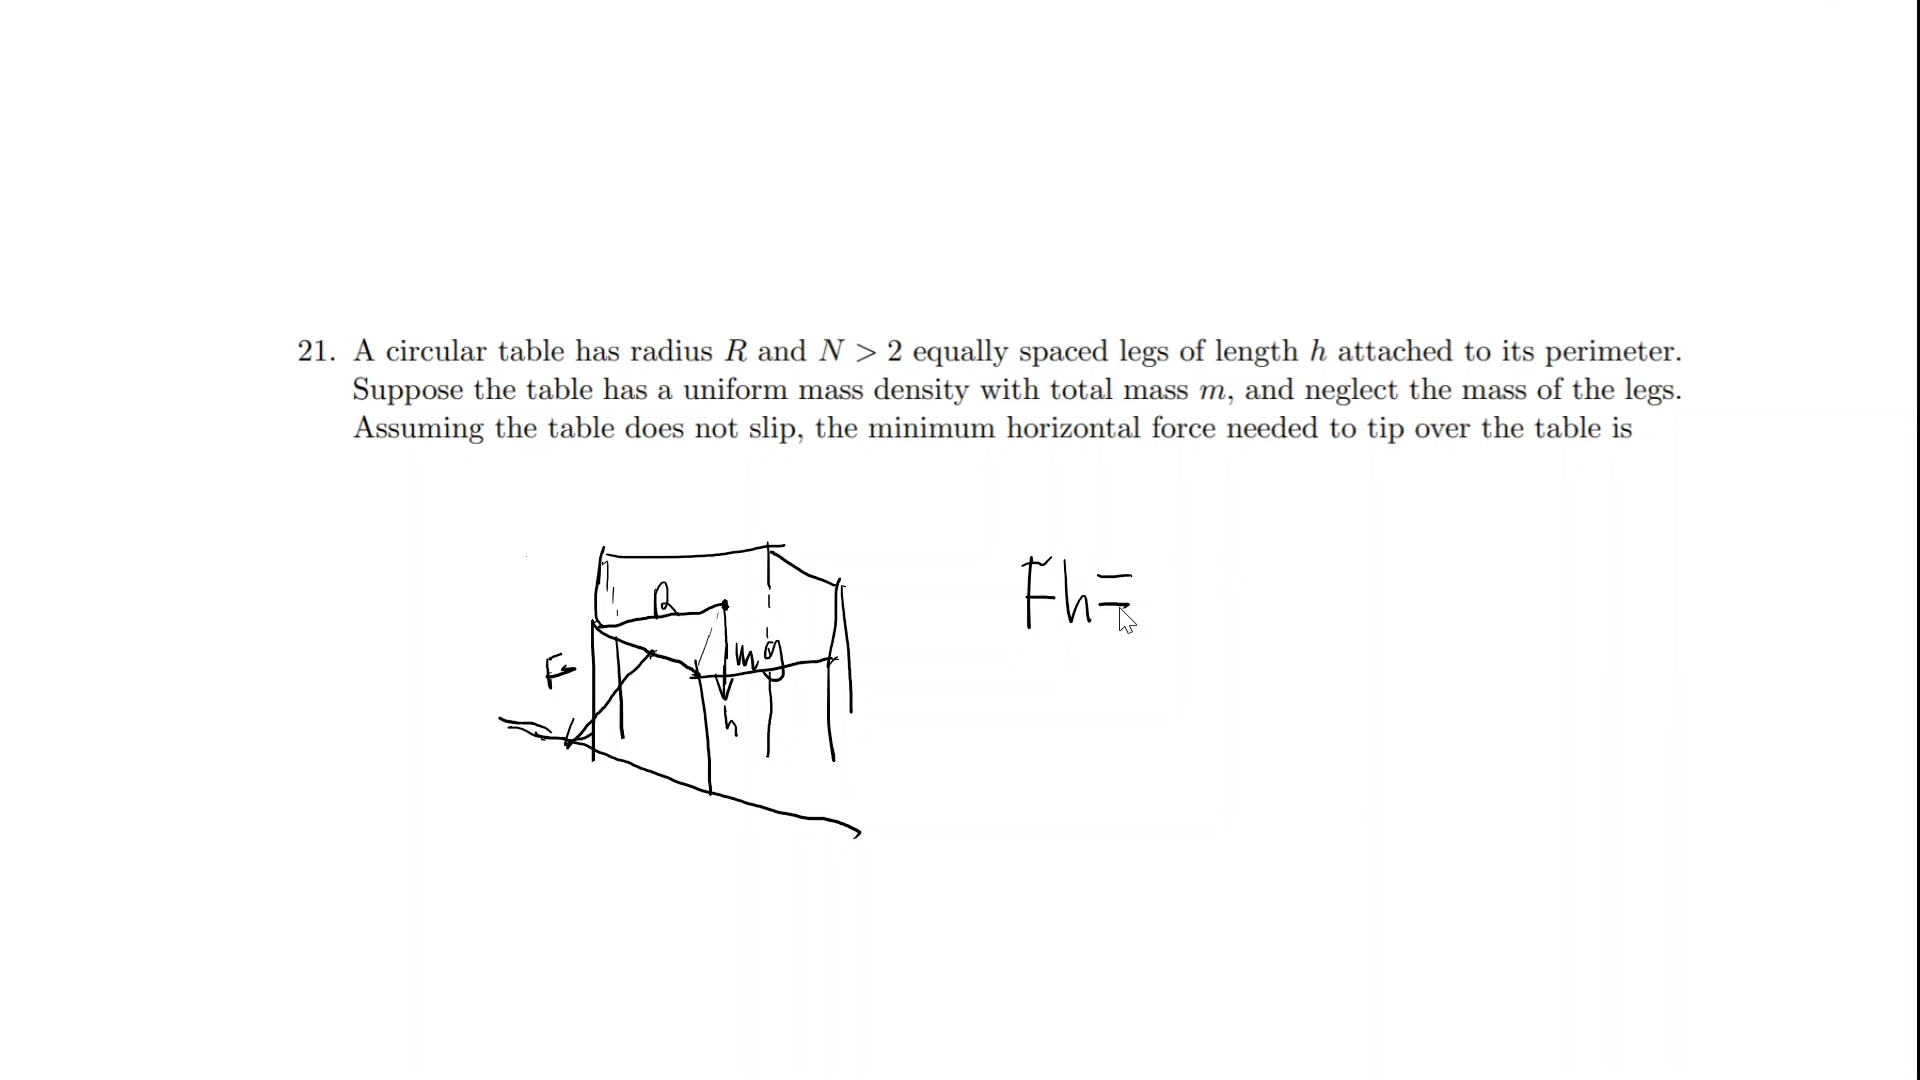 21. A circular table has radius R and N > 2 equally spaced legs of length h attached to its perimeter.
Suppose the table has a uniform mass density with total mass m, and neglect the mass of the legs.
Assuming the table does not slip, the minimum horizontal force needed to tip over the table is
R
mg
F
h
Fh=